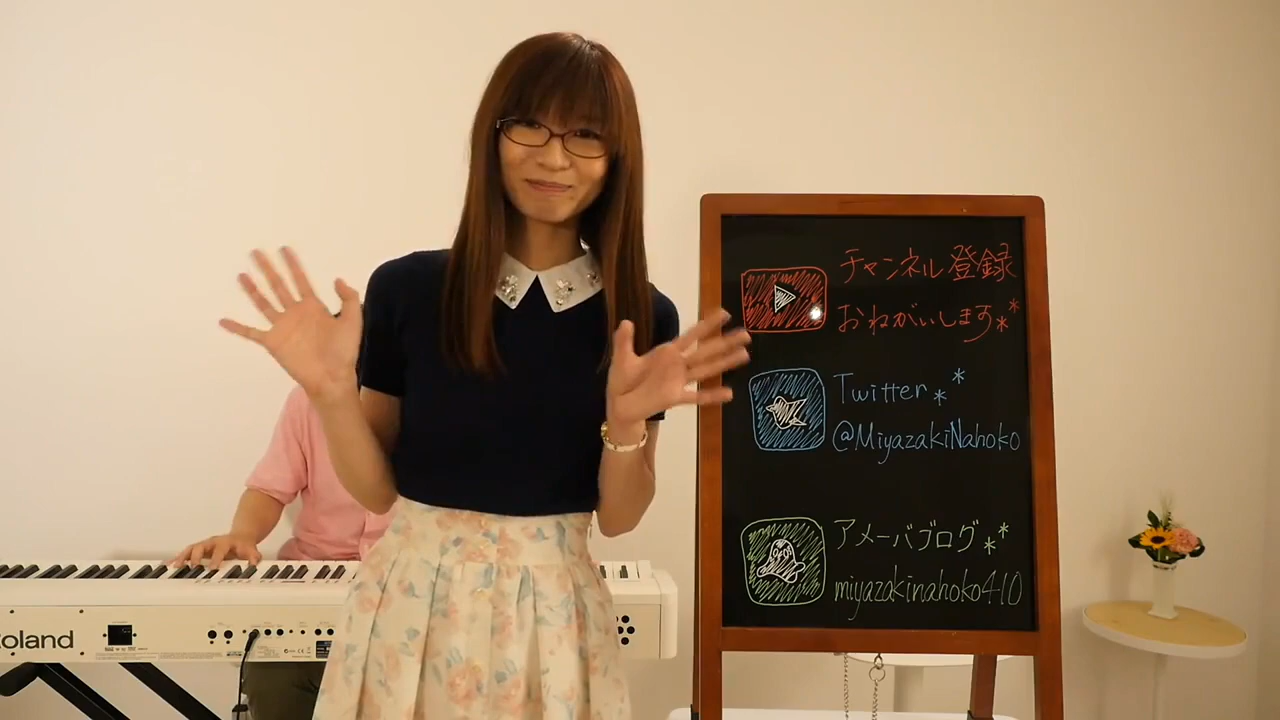 チャンネル登録
おねがいします**
Twitter**
@MiyazakiNahoko
アメーバブログ**
miyazakinahoko410
Roland